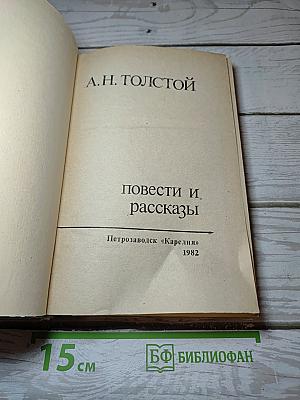 А.Н.ТОЛСТОЙ
повести и
рассказы
Петрозаводск «Карелия»
1982
15 см
БФ БИБЛИОФАН